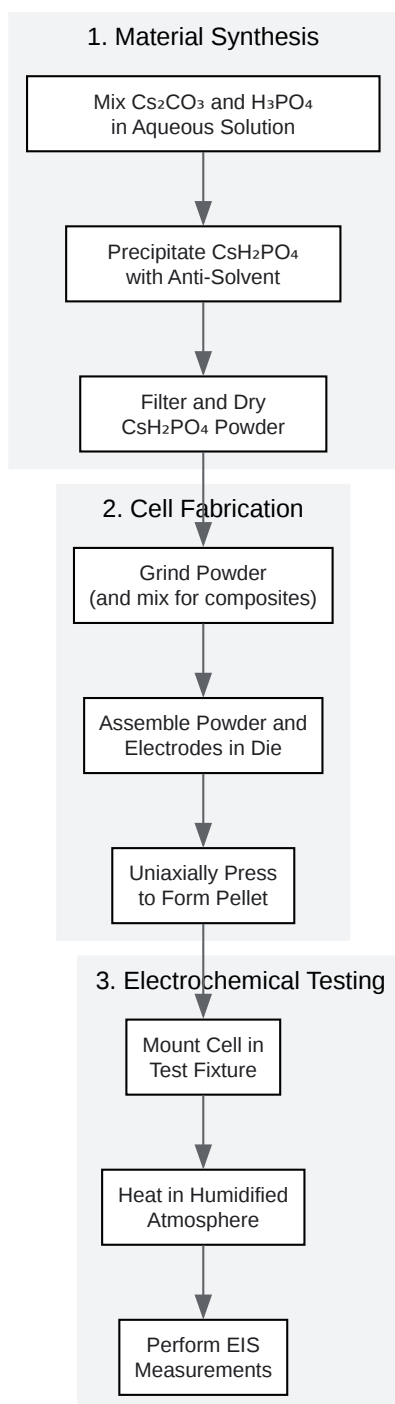 1. Material Synthesis
Mix Cs₂CO₃ and H₃PO₄
in Aqueous Solution
Precipitate CsH₂PO₄
with Anti-Solvent
Filter and Dry
CsH₂PO₄ Powder
2. Cell Fabrication
Grind Powder
(and mix for composites)
Assemble Powder and
Electrodes in Die
Uniaxially Press
to Form Pellet
3. Electrochemical Testing
Mount Cell in
Test Fixture
Heat in Humidified
Atmosphere
Perform EIS
Measurements